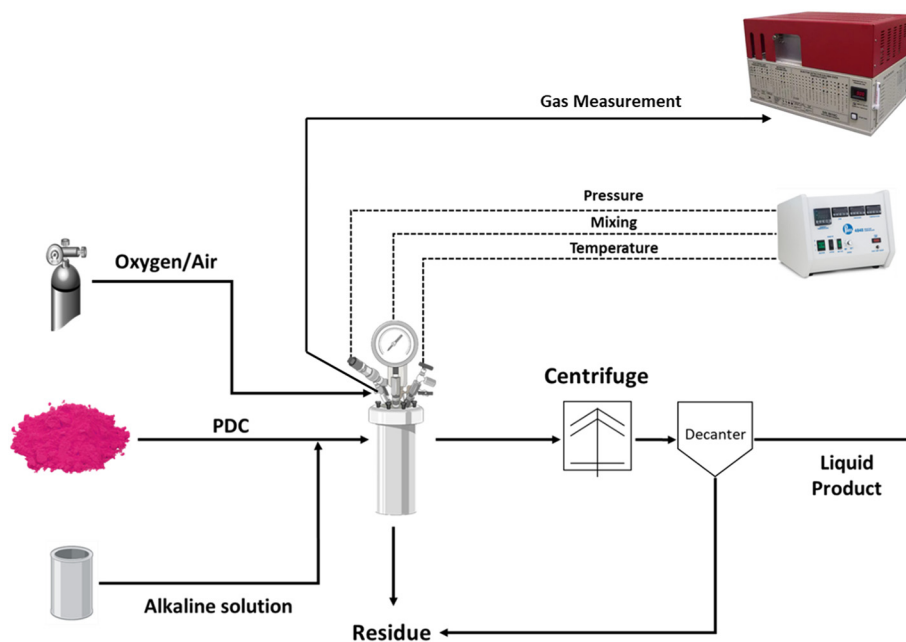 Gas Measurement
Pressure
Mixing
Temperature
Oxygen/Air
Centrifuge
PDC
Decanter
Liquid
Product
Alkaline solution
Residue